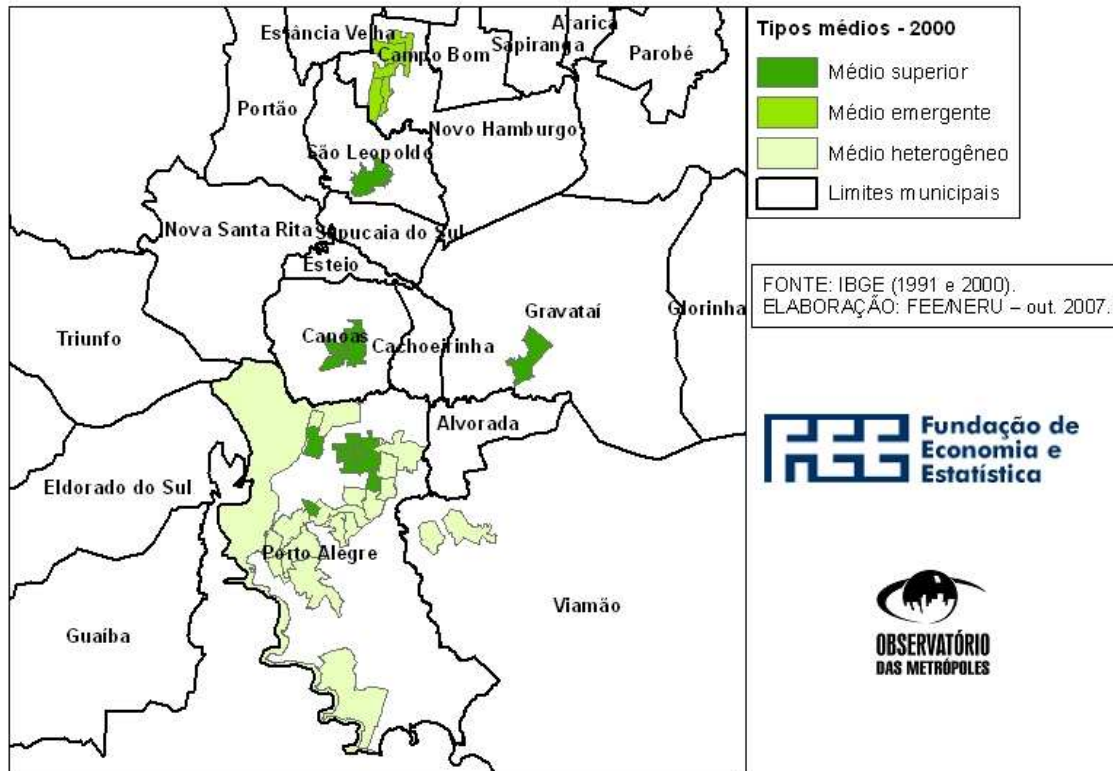 Estância Velha
Campo Bom
Sapiranga
Araricá
Parobé
Portão
Novo Hamburgo
São Leopoldo
Nova Santa Rita
Sapucaia do Sul
Esteio
Triunfo
Canoas
Cachoeirinha
Gravataí
Glorinha
Alvorada
Eldorado do Sul
Porto Alegre
Viamão
Guaíba
Tipos médios - 2000
Médio superior
Médio emergente
Médio heterogêneo
Limites municipais
FONTE: IBGE (1991 e 2000).
ELABORAÇÃO: FEE/NERU – out. 2007.
FEE
Fundação de
Economia e
Estatística
OBSERVATÓRIO
DAS METRÓPOLES